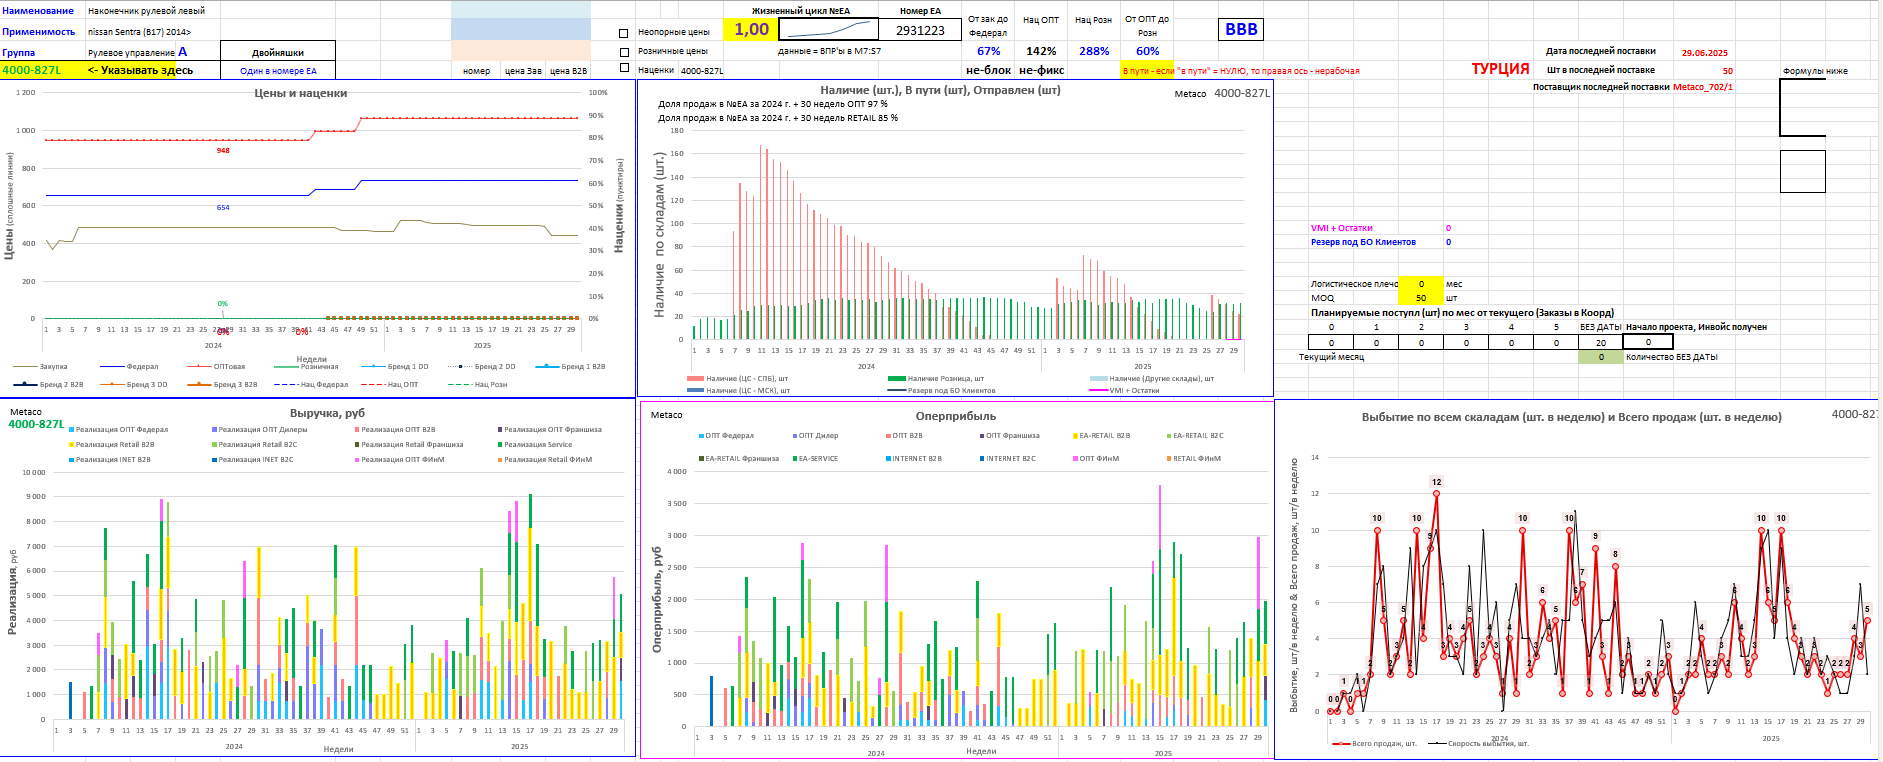 Наименование Наконечник рулевой левый
Применимость nissan Sentra (B17) 2014>
Группа Рулевое управление A Двойняшки
4000-827L <- Указывать здесь Один в номере ЕА номер цена Зав цена B2B
Неопорные цены 1,00
Розничные цены
Наценки 4000-827L
Жизненный цикл №ЕА Номер ЕА
2931223
данные = ВПР'ы в M7:S7
От зак до Федерал Нац ОПТ Нац Розн От ОПТ до Розн
67% 142% 288% 60%
не-блок не-фикс
В пути - если "в пути" = НУЛЮ, то правая ось - нерабочая
BBB
ТУРЦИЯ
Дата последней поставки 29.06.2025
Шт в последней поставке 50
Поставщик последней поставки Metaco_702/1
Формулы ниже
VMI + Остатки 0
Резерв под БО Клиентов 0
Логистическое плечо 0 мес
MOQ 50 шт
Планируемые поступл (шт) по мес от текущего (Заказы в Коорд)
0 1 2 3 4 5 БЕЗ ДАТЫ Начало проекта, Инвойс получен
0 0 0 0 0 0 20 0
Текущий месяц 0 Количество БЕЗ ДАТЫ
Цены и наценки
Цены (сплошные линии)
Наценки (пунктиры)
1 200
1 000
800
600
400
200
0
100%
90%
80%
70%
60%
50%
40%
30%
20%
10%
0%
948
654
0%
0%
0%
1 3 5 7 9 11 13 15 17 19 21 23 25 27 29 31 33 35 37 39 41 43 45 47 49 51 1 3 5 7 9 11 13 15 17 19 21 23 25 27 29
2024 2025
Недели
Закупка Федерал ОПТовая Розничная Бренд 1 DD Бренд 2 DD Бренд 1 B2B
Бренд 2 B2B Бренд 3 DD Бренд 3 B2B Нац Федерал Нац ОПТ Нац Розн
Наличие (шт.), В пути (шт), Отправлен (шт)
Metaco 4000-827L
Доля продаж в №ЕА за 2024 г. + 30 недель ОПТ 97 %
Доля продаж в №ЕА за 2024 г. + 30 недель RETAIL 85 %
Наличие по складам (шт.)
180
160
140
120
100
80
60
40
20
0
1 3 5 7 9 11 13 15 17 19 21 23 25 27 29 31 33 35 37 39 41 43 45 47 49 51 1 3 5 7 9 11 13 15 17 19 21 23 25 27 29
2024 2025
Наличие (ЦС - СПБ), шт Наличие Розница, шт Наличие (Другие склады), шт
Наличие (ЦС - МСК), шт Резерв под БО Клиентов VMI + Остатки
Metaco
4000-827L
Выручка, руб
Реализация ОПТ Федерал Реализация ОПТ Дилеры Реализация ОПТ B2B Реализация ОПТ Франшиза
Реализация Retail B2B Реализация Retail B2C Реализация Retail Франшиза Реализация Service
Реализация INET B2B Реализация INET B2C Реализация ОПТ ФИнМ Реализация Retail ФИнМ
Реализация, руб
10 000
9 000
8 000
7 000
6 000
5 000
4 000
3 000
2 000
1 000
0
1 3 5 7 9 11 13 15 17 19 21 23 25 27 29 31 33 35 37 39 41 43 45 47 49 51 1 3 5 7 9 11 13 15 17 19 21 23 25 27 29
2024 Недели 2025
Metaco
Оперприбыль
ОПТ Федерал ОПТ Дилер ОПТ B2B ОПТ Франшиза EA-RETAIL B2B EA-RETAIL B2C
EA-RETAIL Франшиза EA-SERVICE INTERNET B2B INTERNET B2C ОПТ ФИнМ RETAIL ФИнМ
Оперприбыль, руб
4 000
3 500
3 000
2 500
2 000
1 500
1 000
500
0
1 3 5 7 9 11 13 15 17 19 21 23 25 27 29 31 33 35 37 39 41 43 45 47 49 51 1 3 5 7 9 11 13 15 17 19 21 23 25 27 29
2024 Недели 2025
Выбытие по всем скаладам (шт. в неделю) и Всего продаж (шт. в неделю)
4000-827
Выбытие, шт/в неделю & Всего продаж, шт/в неделю
14
12
10
8
6
4
2
0
1 3 5 7 9 11 13 15 17 19 21 23 25 27 29 31 33 35 37 39 41 43 45 47 49 51 1 3 5 7 9 11 13 15 17 19 21 23 25 27 29
2024 2025
Всего продаж, шт. Скорость выбытия, шт.